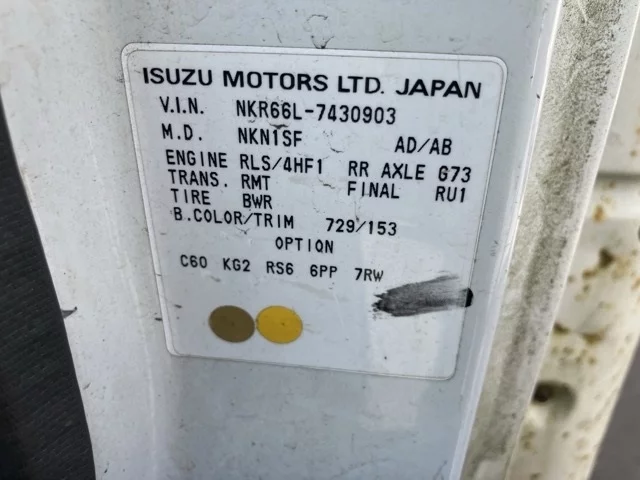 ISUZU MOTORS LTD. JAPAN
V.I.N. NKR66L-7430903
M.D. NKN1SF AD/AB
ENGINE RLS/4HF1 RR AXLE G73
TRANS. RMT FINAL RU1
TIRE BWR
B.COLOR/TRIM 729/153
OPTION
C60 KG2 RS6 6PP 7RW